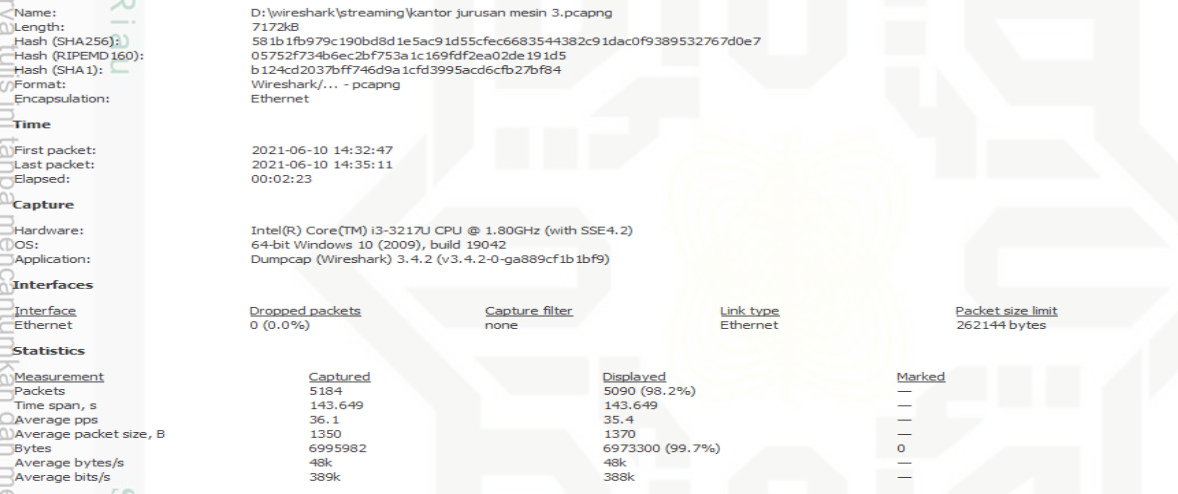 Name: D:\wireshark\streaming\kantor jurusan mesin 3.pcapng
Length: 7172kB
Hash (SHA256): 581b1fb979c190bd8d1e5ac91d55cfec6683544382c91dac0f9389532767d0e7
Hash (RIPEMD160): 05752f734b6ec2bf753a1c169fdf2ea02de191d5
Hash (SHA1): b124cd2037bff746d9a1cfd3995acd6cfb27bf84
Format: Wireshark/... - pcapng
Encapsulation: Ethernet
Time
First packet: 2021-06-10 14:32:47
Last packet: 2021-06-10 14:35:11
Elapsed: 00:02:23
Capture
Hardware: Intel(R) Core(TM) i3-3217U CPU @ 1.80GHz (with SSE4.2)
OS: 64-bit Windows 10 (2009), build 19042
Application: Dumpcap (Wireshark) 3.4.2 (v3.4.2-0-ga889cf1b1bf9)
Interfaces
Interface Dropped packets Capture filter Link type Packet size limit
Ethernet 0 (0.0%) none Ethernet 262144 bytes
Statistics
Measurement Captured Displayed Marked
Packets 5184 5090 (98.2%) —
Time span, s 143.649 143.649 —
Average pps 36.1 35.4 —
Average packet size, B 1350 1370 —
Bytes 6995982 6973300 (99.7%) 0
Average bytes/s 48k 48k —
Average bits/s 389k 388k —
tulis ini tanpa mencantumkan dan
Riau